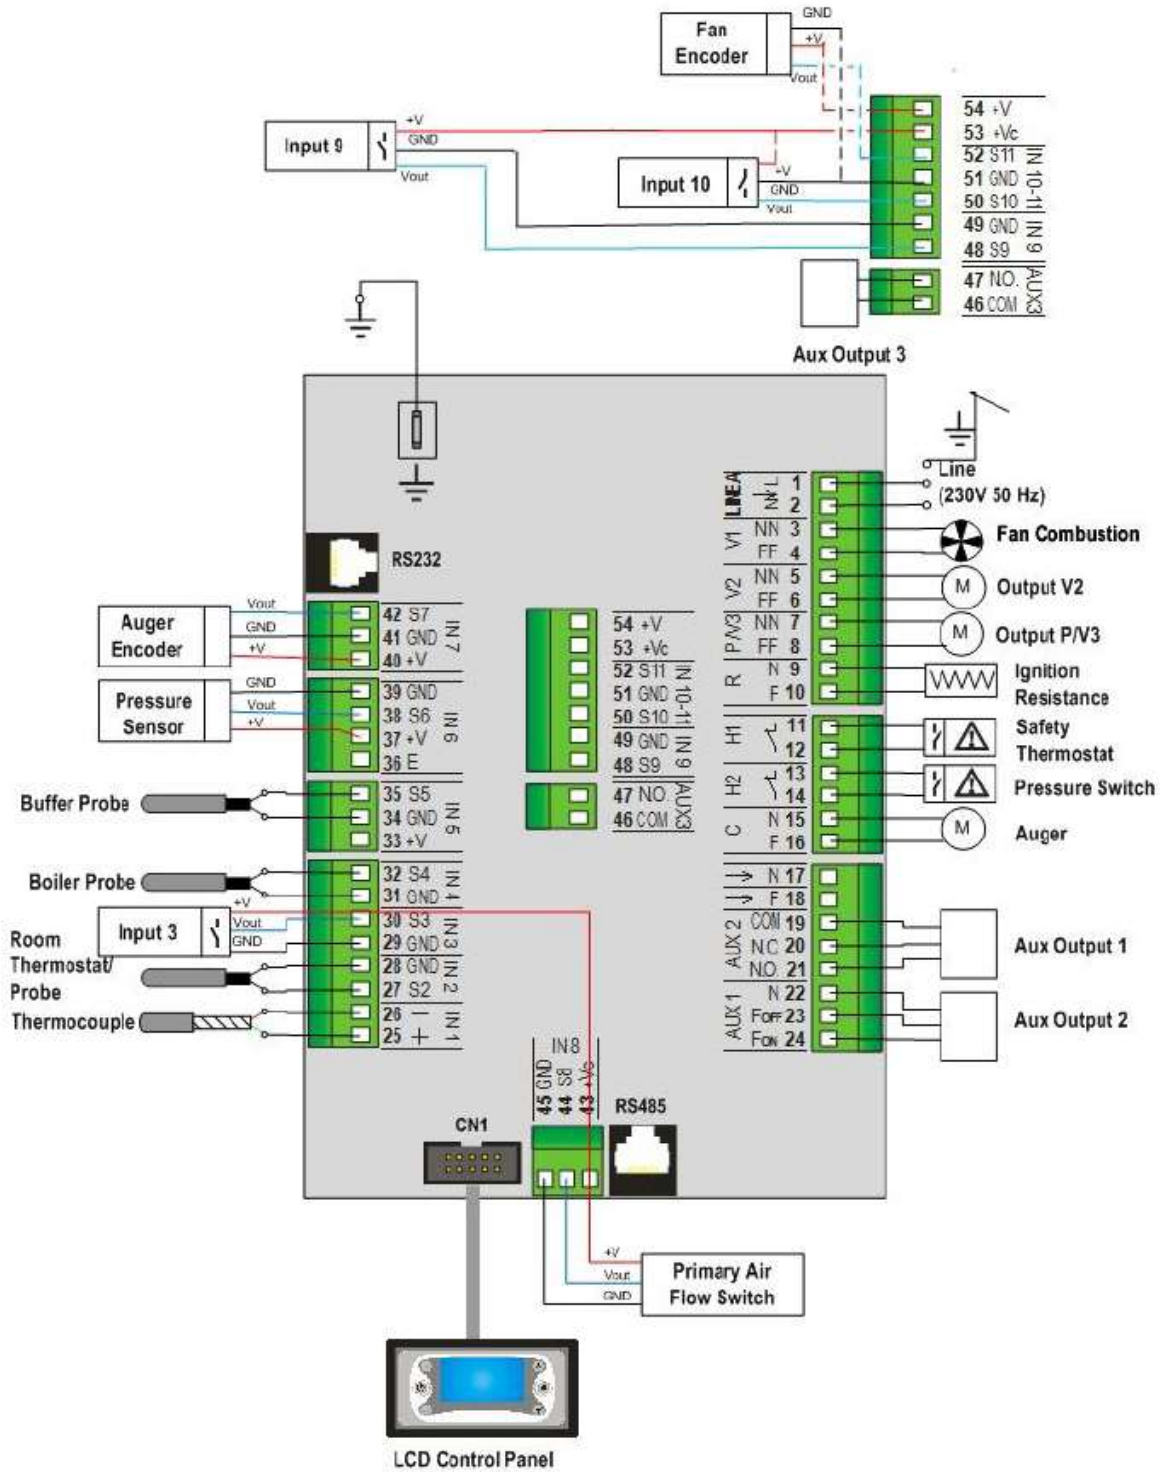 GND
Fan
Encoder
+V
Vout
54 +V
53 +Vc
52 S11
51 GND
50 S10
IN 10-11
49 GND
48 S9
IN 9
47 N.O.
46 COM
AUX3
+V
Input 9
GND
Vout
Input 10
+V
GND
Vout
Aux Output 3
RS232
Line
(230V 50 Hz)
LINEA
L 1
N 2
V1
NN 3
FF 4
Fan Combustion
V2
NN 5
FF 6
Output V2
P/V3
NN 7
FF 8
Output P/V3
R
N 9
F 10
Ignition
Resistance
H1
11
12
Safety
Thermostat
H2
13
14
Pressure Switch
C
N 15
F 16
Auger
N 17
F 18
AUX 2
COM 19
N.C 20
N.O. 21
Aux Output 1
AUX 1
N 22
FOFF 23
FON 24
Aux Output 2
Auger
Encoder
Vout
GND
+V
42 S7
41 GND
40 +V
IN 7
Pressure
Sensor
GND
Vout
+V
39 GND
38 S6
37 +V
36 E
IN 6
Buffer Probe
35 S5
34 GND
33 +V
IN 5
Boiler Probe
32 S4
31 GND
IN 4
Input 3
+V
Vout
GND
30 S3
29 GND
IN 3
Room
Thermostat/
Probe
28 GND
27 S2
IN 2
Thermocouple
26 −
25 +
IN 1
54 +V
53 +Vc
52 S11
51 GND
50 S10
IN 10-11
49 GND
48 S9
IN 9
47 NO.
46 COM
AUX3
IN 8
45 GND
44 S8
43 +Vc
RS485
CN1
+V
Vout
GND
Primary Air
Flow Switch
LCD Control Panel